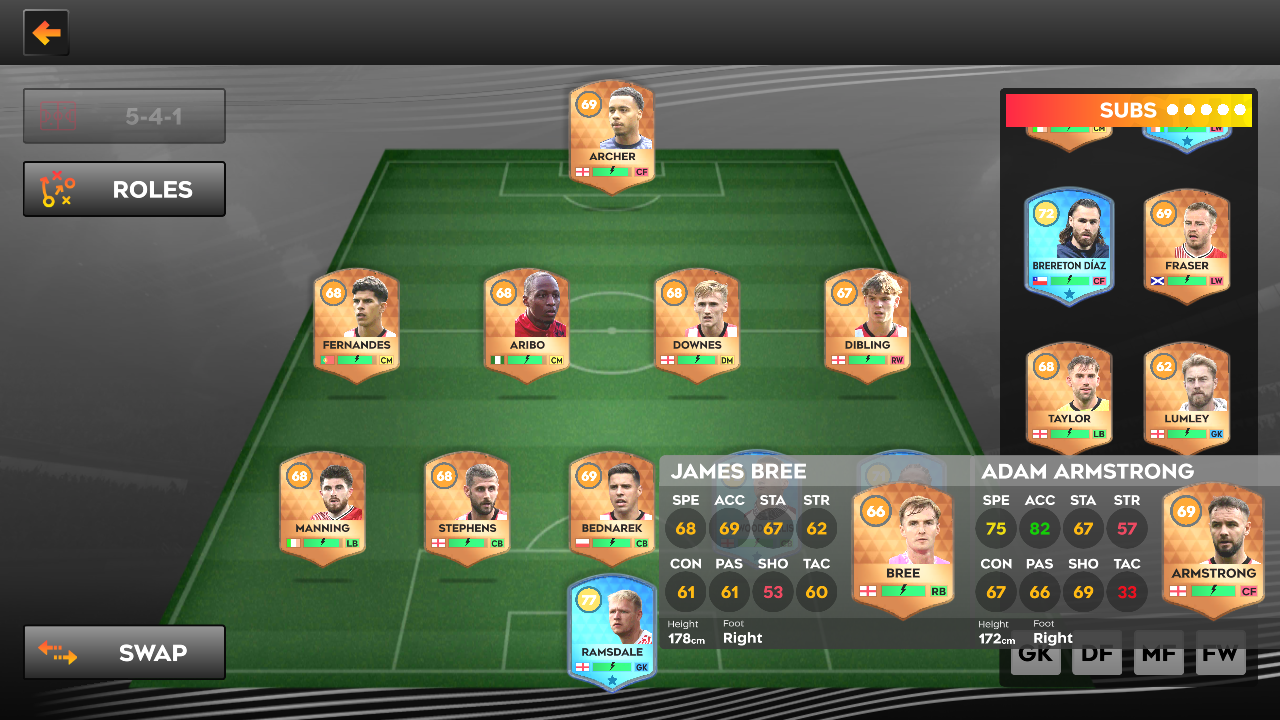 5-4-1
ROLES
SUBS
69
ARCHER
CF
CM
LW
72
BRERETON DÍAZ
CF
69
FRASER
LW
68
FERNANDES
CM
68
ARIBO
CM
68
DOWNES
DM
67
DIBLING
RW
68
TAYLOR
LB
62
LUMLEY
GK
68
MANNING
LB
68
STEPHENS
CB
69
BEDNAREK
CB
JAMES BREE
SPE ACC STA STR
68 69 67 62
CON PAS SHO TAC
61 61 53 60
Height Foot
178cm Right
66
BREE
RB
ADAM ARMSTRONG
SPE ACC STA STR
75 82 67 57
CON PAS SHO TAC
67 66 69 33
Height Foot
172cm Right
69
ARMSTRONG
CF
77
RAMSDALE
GK
SWAP
GK DF MF FW